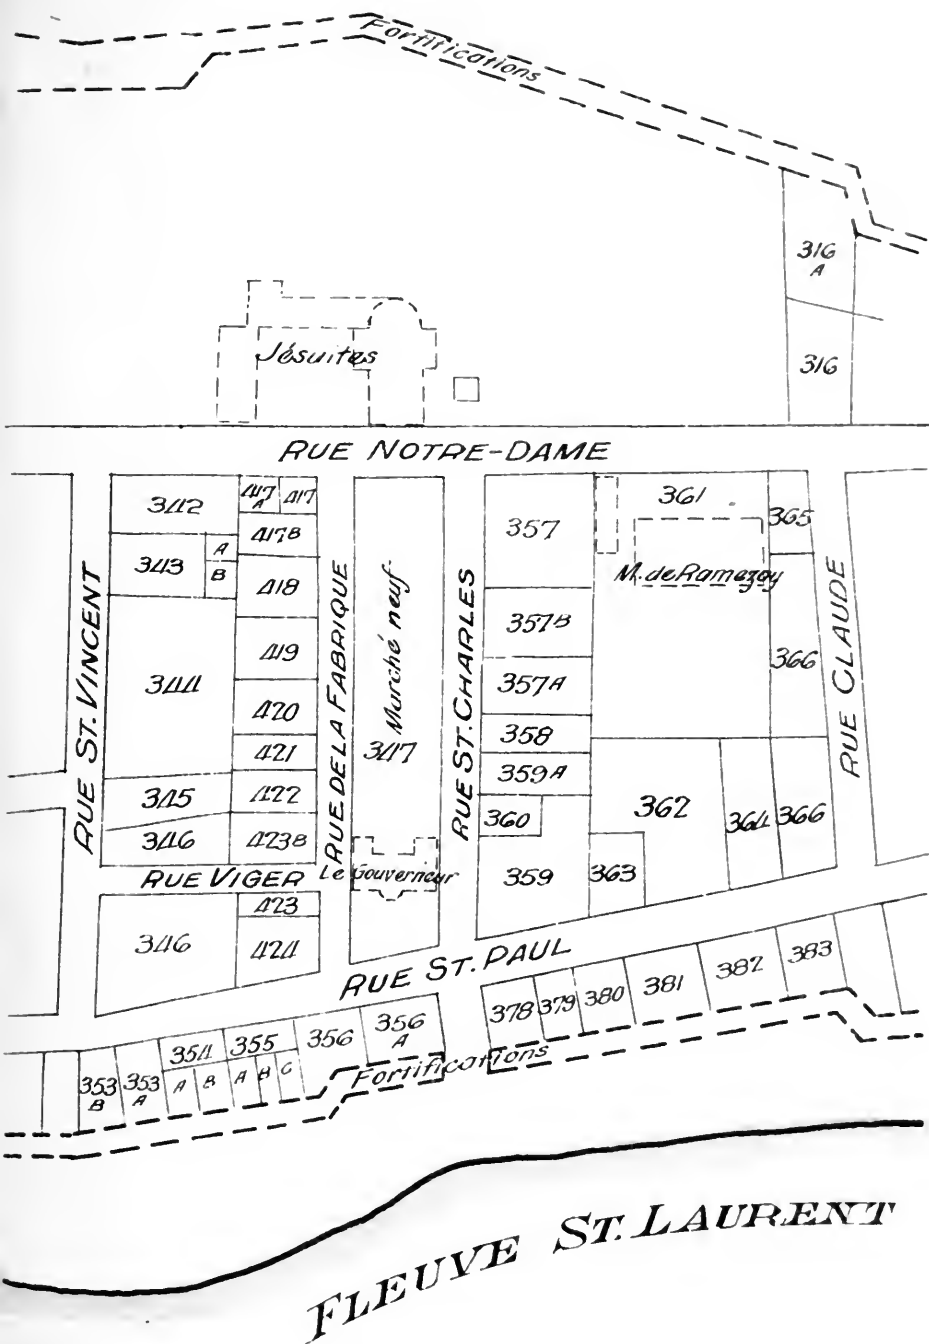 Fortifications
316
A
316
Jésuites
RUE NOTRE-DAME
342
417
A
417
357
361
365
343
A
B
417B
418
M. de Ramezay
RUE ST. VINCENT
RUE DE LA FABRIQUE
Marché neuf
RUE ST. CHARLES
RUE CLAUDE
357B
419
344
357A
366
420
358
421
347
359A
345
422
360
362
364
366
346
423B
RUE VIGER
Le Gouverneur
359
363
423
346
424
RUE ST. PAUL
383
382
381
380
379
378
356
A
356
355
354
353
B
353
A
A
B
A
B
C
Fortifications
FLEUVE ST. LAURENT